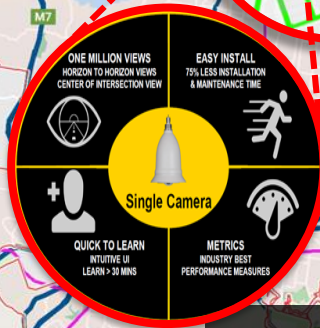 M7
ONE MILLION VIEWS
HORIZON TO HORIZON VIEWS
CENTER OF INTERSECTION VIEW
EASY INSTALL
75% LESS INSTALLATION
& MAINTENANCE TIME
Single Camera
QUICK TO LEARN
INTUITIVE UI
LEARN > 30 MINS
METRICS
INDUSTRY BEST
PERFORMANCE MEASURES